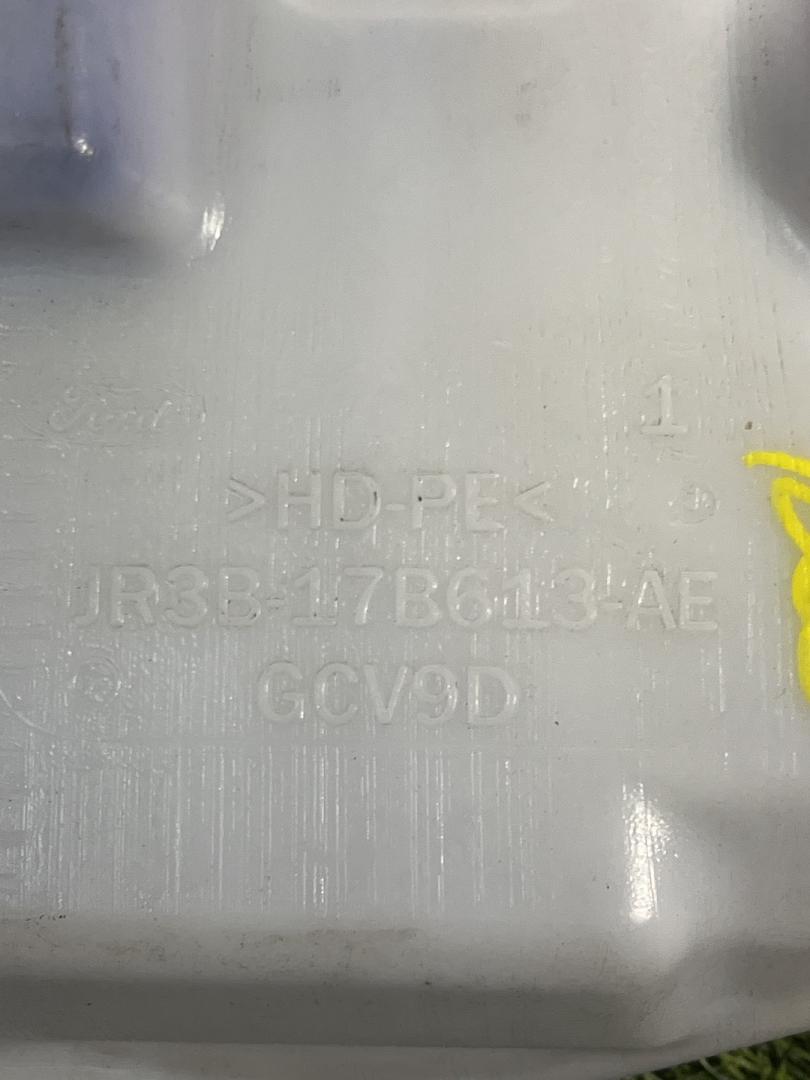 Ford
1
>HD-PE<
JR3B-17B613-AE
GCV9D